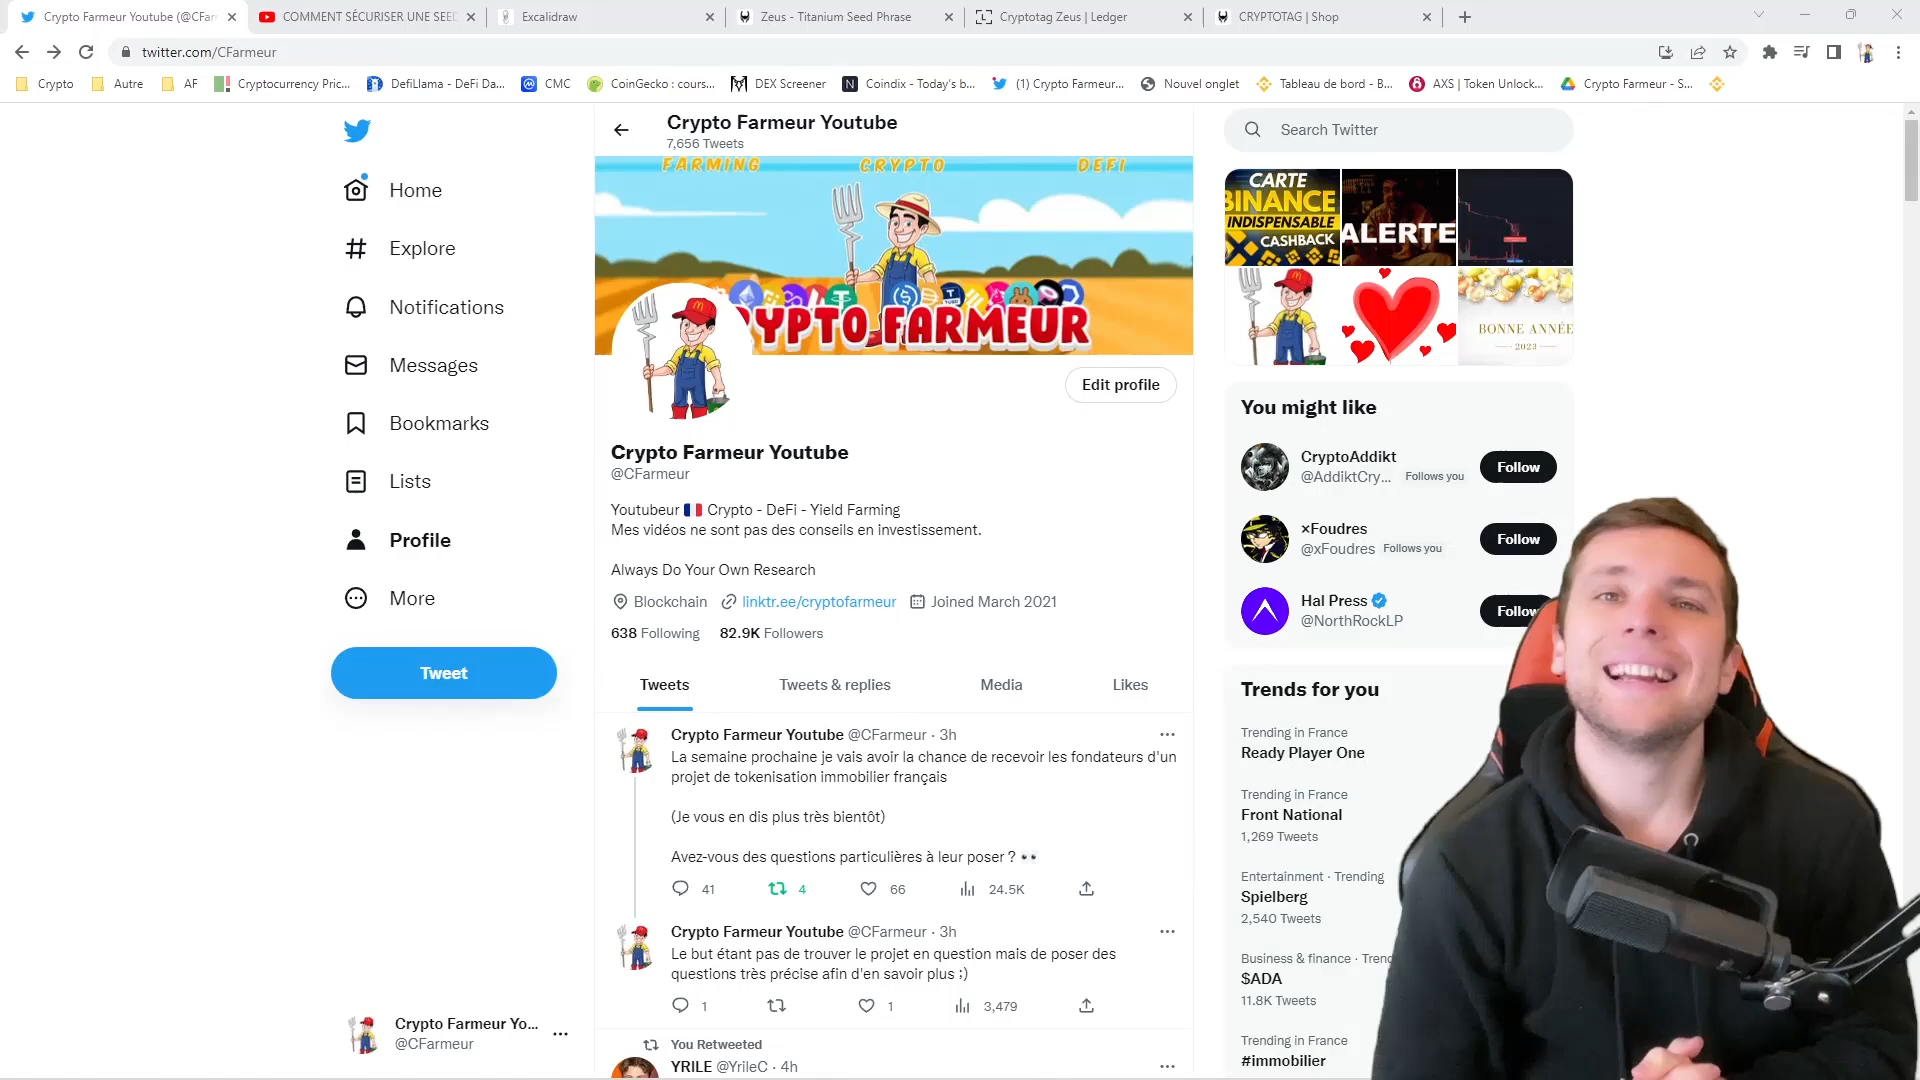 Crypto Farmeur Youtube (@CFar
COMMENT SÉCURISER UNE SEED
Excalidraw
Zeus - Titanium Seed Phrase
Cryptotag Zeus | Ledger
CRYPTOTAG | Shop
twitter.com/CFarmeur
Crypto
Autre
AF
Cryptocurrency Pric...
DefiLlama - DeFi Da...
CMC
CoinGecko : cours...
DEX Screener
Coindix - Today's b...
(1) Crypto Farmeur...
Nouvel onglet
Tableau de bord - B...
AXS | Token Unlock...
Crypto Farmeur - S...
Home
Explore
Notifications
Messages
Bookmarks
Lists
Profile
More
Tweet
Crypto Farmeur Yo...
@CFarmeur
Crypto Farmeur Youtube
7,656 Tweets
FARMING CRYPTO DEFI
YPTO FARMEUR
Edit profile
Crypto Farmeur Youtube
@CFarmeur
Youtubeur 🇫🇷 Crypto - DeFi - Yield Farming
Mes vidéos ne sont pas des conseils en investissement.
Always Do Your Own Research
Blockchain linktr.ee/cryptofarmeur Joined March 2021
638 Following 82.9K Followers
Tweets Tweets & replies Media Likes
Crypto Farmeur Youtube @CFarmeur · 3h
La semaine prochaine je vais avoir la chance de recevoir les fondateurs d'un
projet de tokenisation immobilier français
(Je vous en dis plus très bientôt)
Avez-vous des questions particulières à leur poser ? 👀
41 4 66 24.5K
Crypto Farmeur Youtube @CFarmeur · 3h
Le but étant pas de trouver le projet en question mais de poser des
questions très précise afin d'en savoir plus ;)
1 1 3,479
You Retweeted
YRILE @YrileC · 4h
Search Twitter
CARTE
BINANCE
INDISPENSABLE
CASHBACK
ALERTE
BONNE ANNÉE
2023
You might like
CryptoAddikt
@AddiktCry... Follows you
Follow
×Foudres
@xFoudres Follows you
Follow
Hal Press
@NorthRockLP
Follow
Trends for you
Trending in France
Ready Player One
Trending in France
Front National
1,269 Tweets
Entertainment · Trending
Spielberg
2,540 Tweets
Business & finance · Trend
$ADA
11.8K Tweets
Trending in France
#immobilier